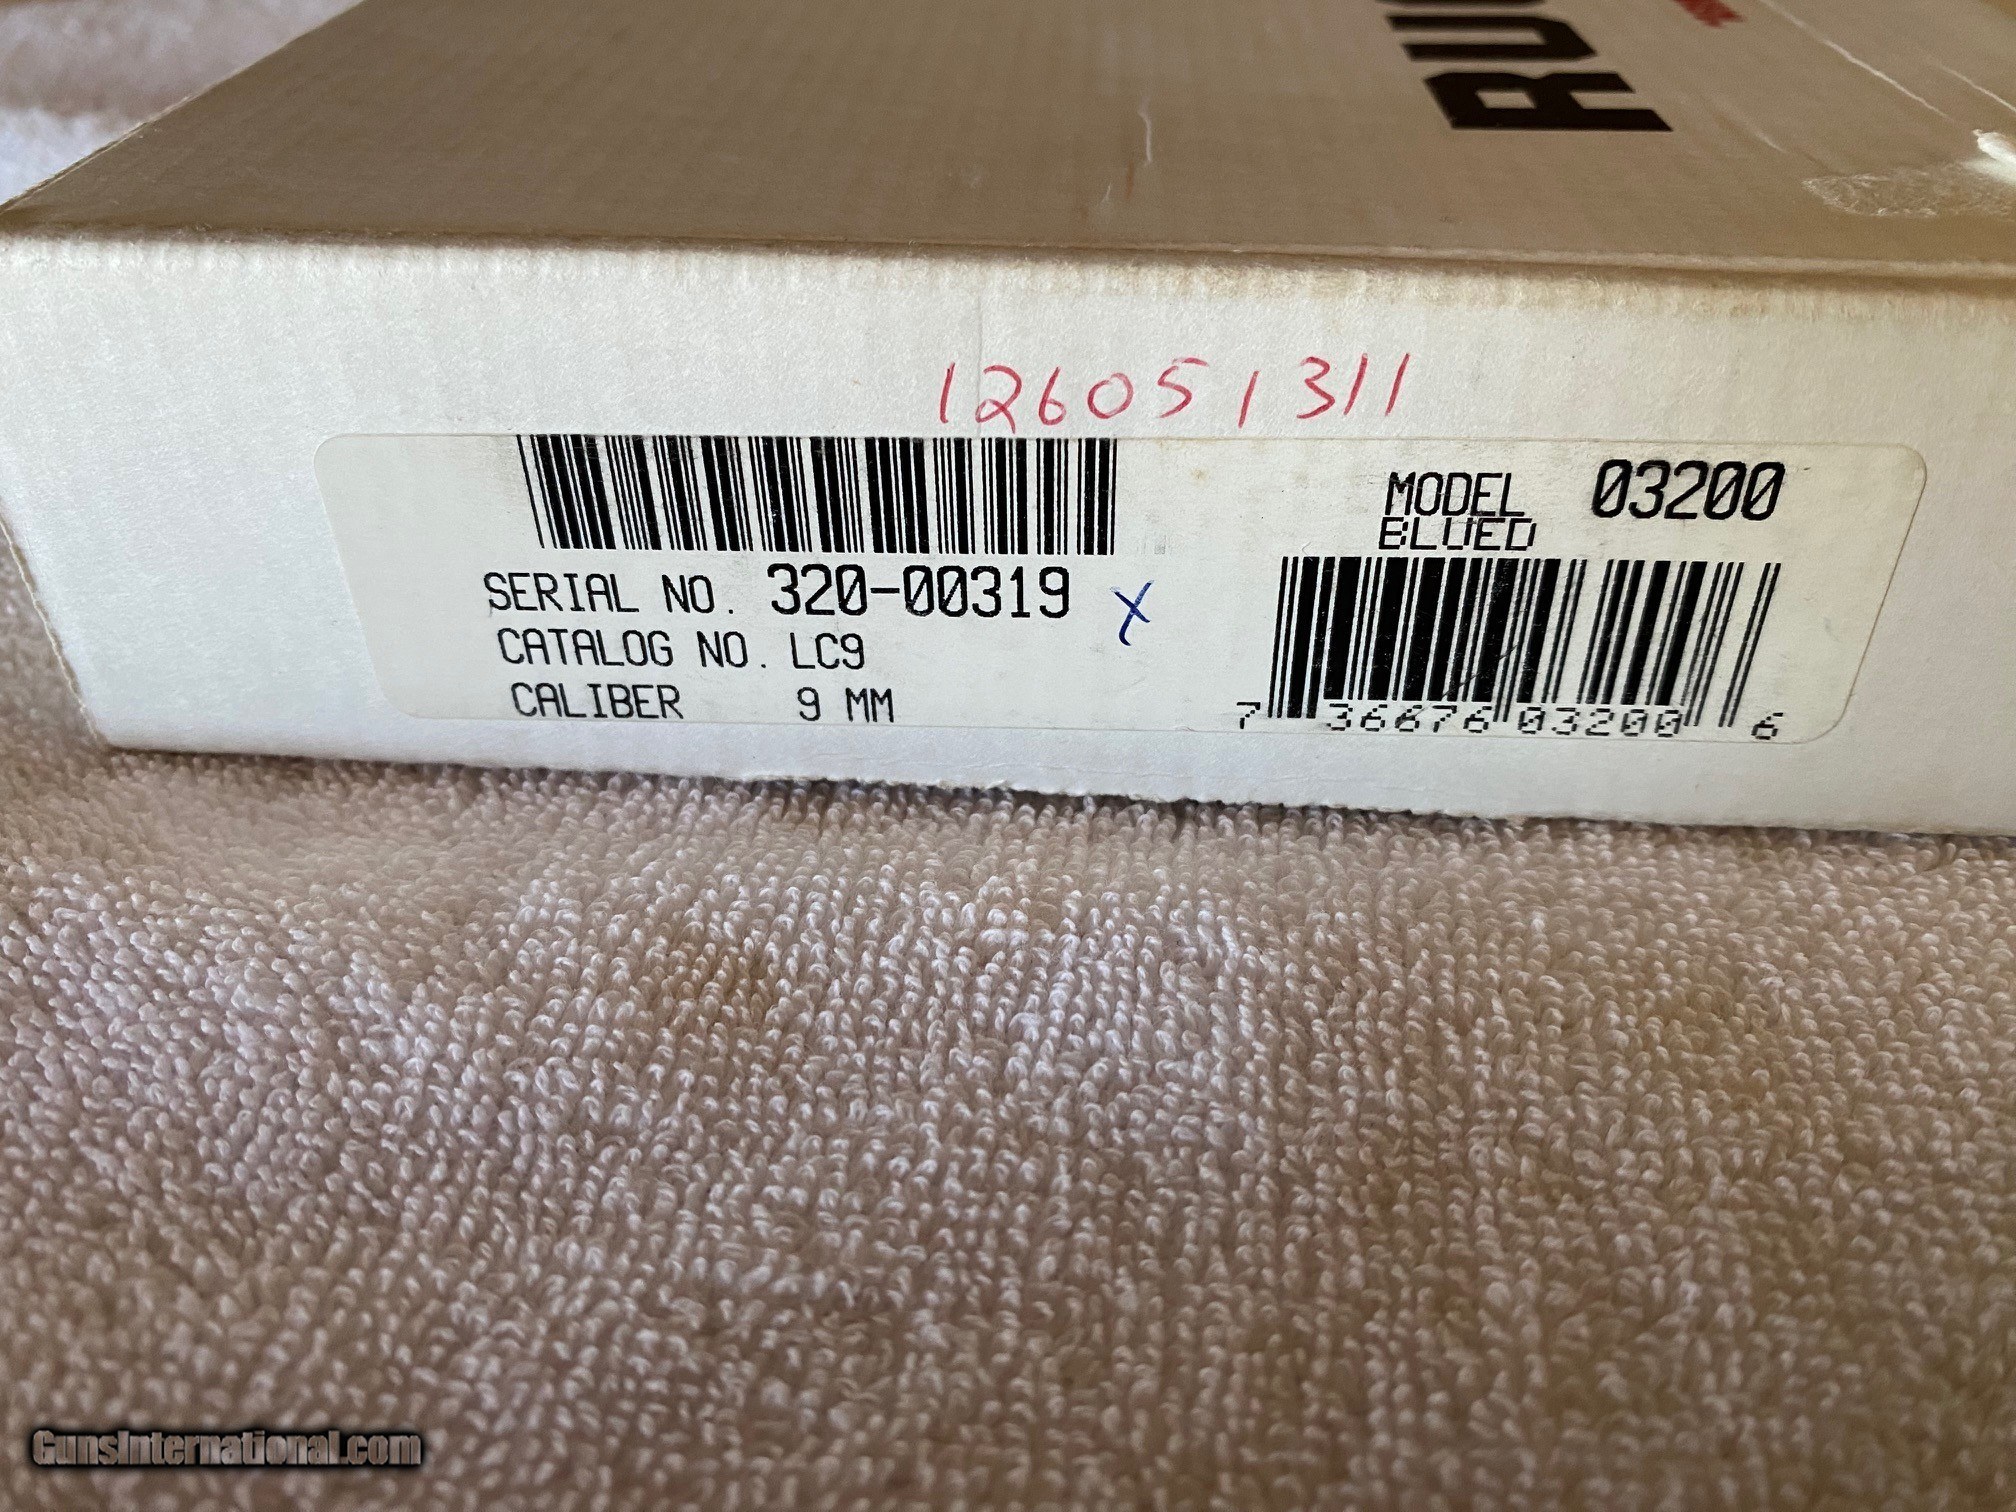 RUG
126051311
MODEL 03200
BLUED
SERIAL NO. 320-00319 X
CATALOG NO. LC9
CALIBER 9 MM
7 36676 03200 6
GunsInternational.com